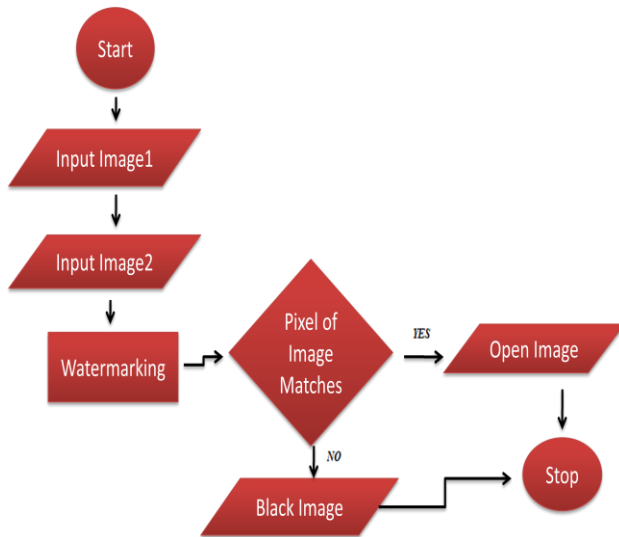 Start
Input Image1
Input Image2
Watermarking
Pixel of
Image
Matches
YES
Open Image
NO
Black Image
Stop